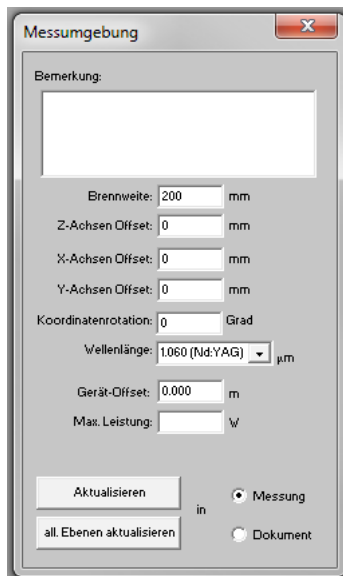 Messumgebung
Bemerkung:
Brennweite: 200 mm
Z-Achsen Offset: 0 mm
X-Achsen Offset: 0 mm
Y-Achsen Offset: 0 mm
Koordinatenrotation: 0 Grad
Wellenlänge: 1.060 (Nd:YAG) µm
Gerät-Offset: 0.000 m
Max. Leistung: W
Aktualisieren
in
Messung
all. Ebenen aktualisieren
Dokument